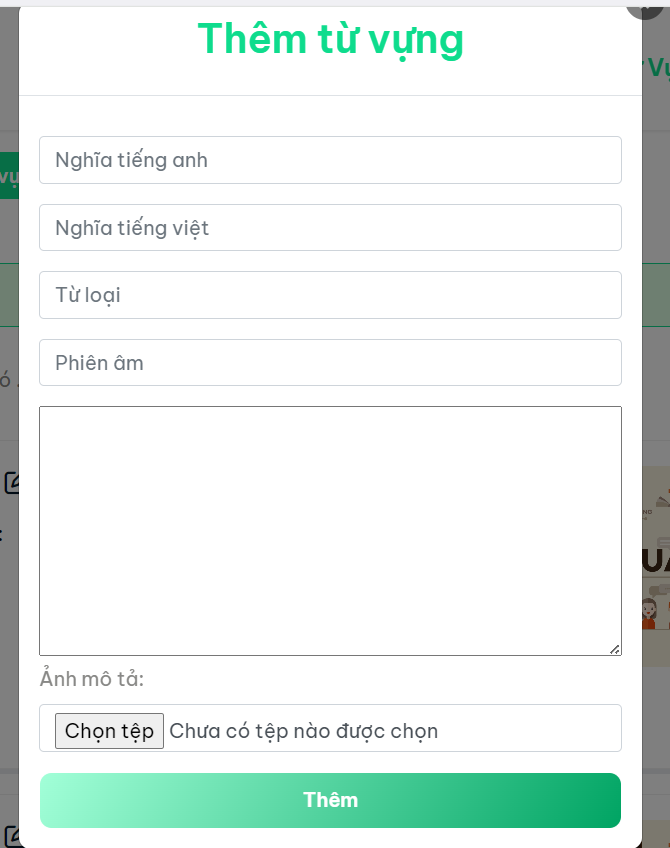 Thêm từ vựng
Nghĩa tiếng anh
Nghĩa tiếng việt
Từ loại
Phiên âm
Ảnh mô tả:
Chọn tệp Chưa có tệp nào được chọn
Thêm